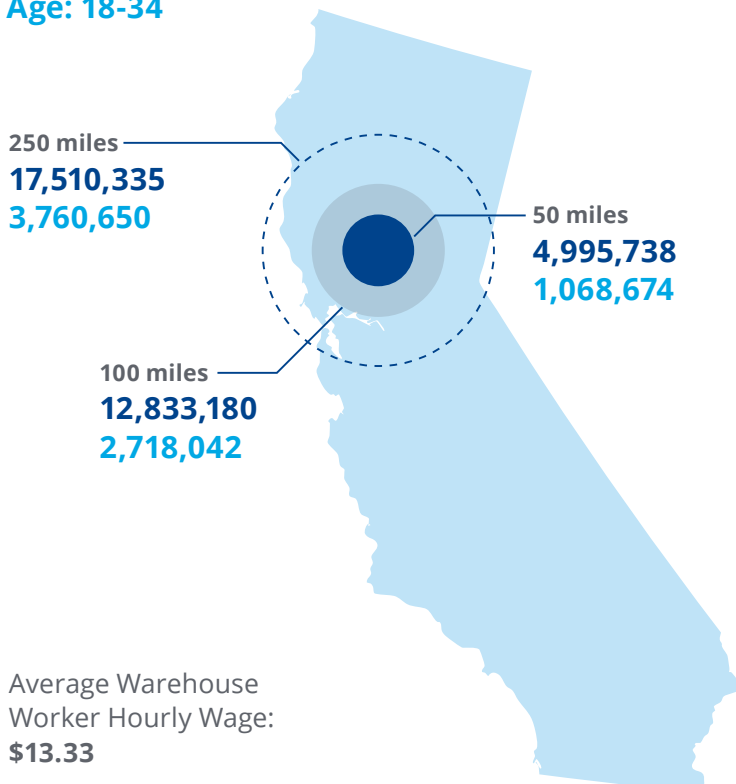 Age: 18-34
250 miles
17,510,335
3,760,650
50 miles
4,995,738
1,068,674
100 miles
12,833,180
2,718,042
Average Warehouse
Worker Hourly Wage:
$13.33